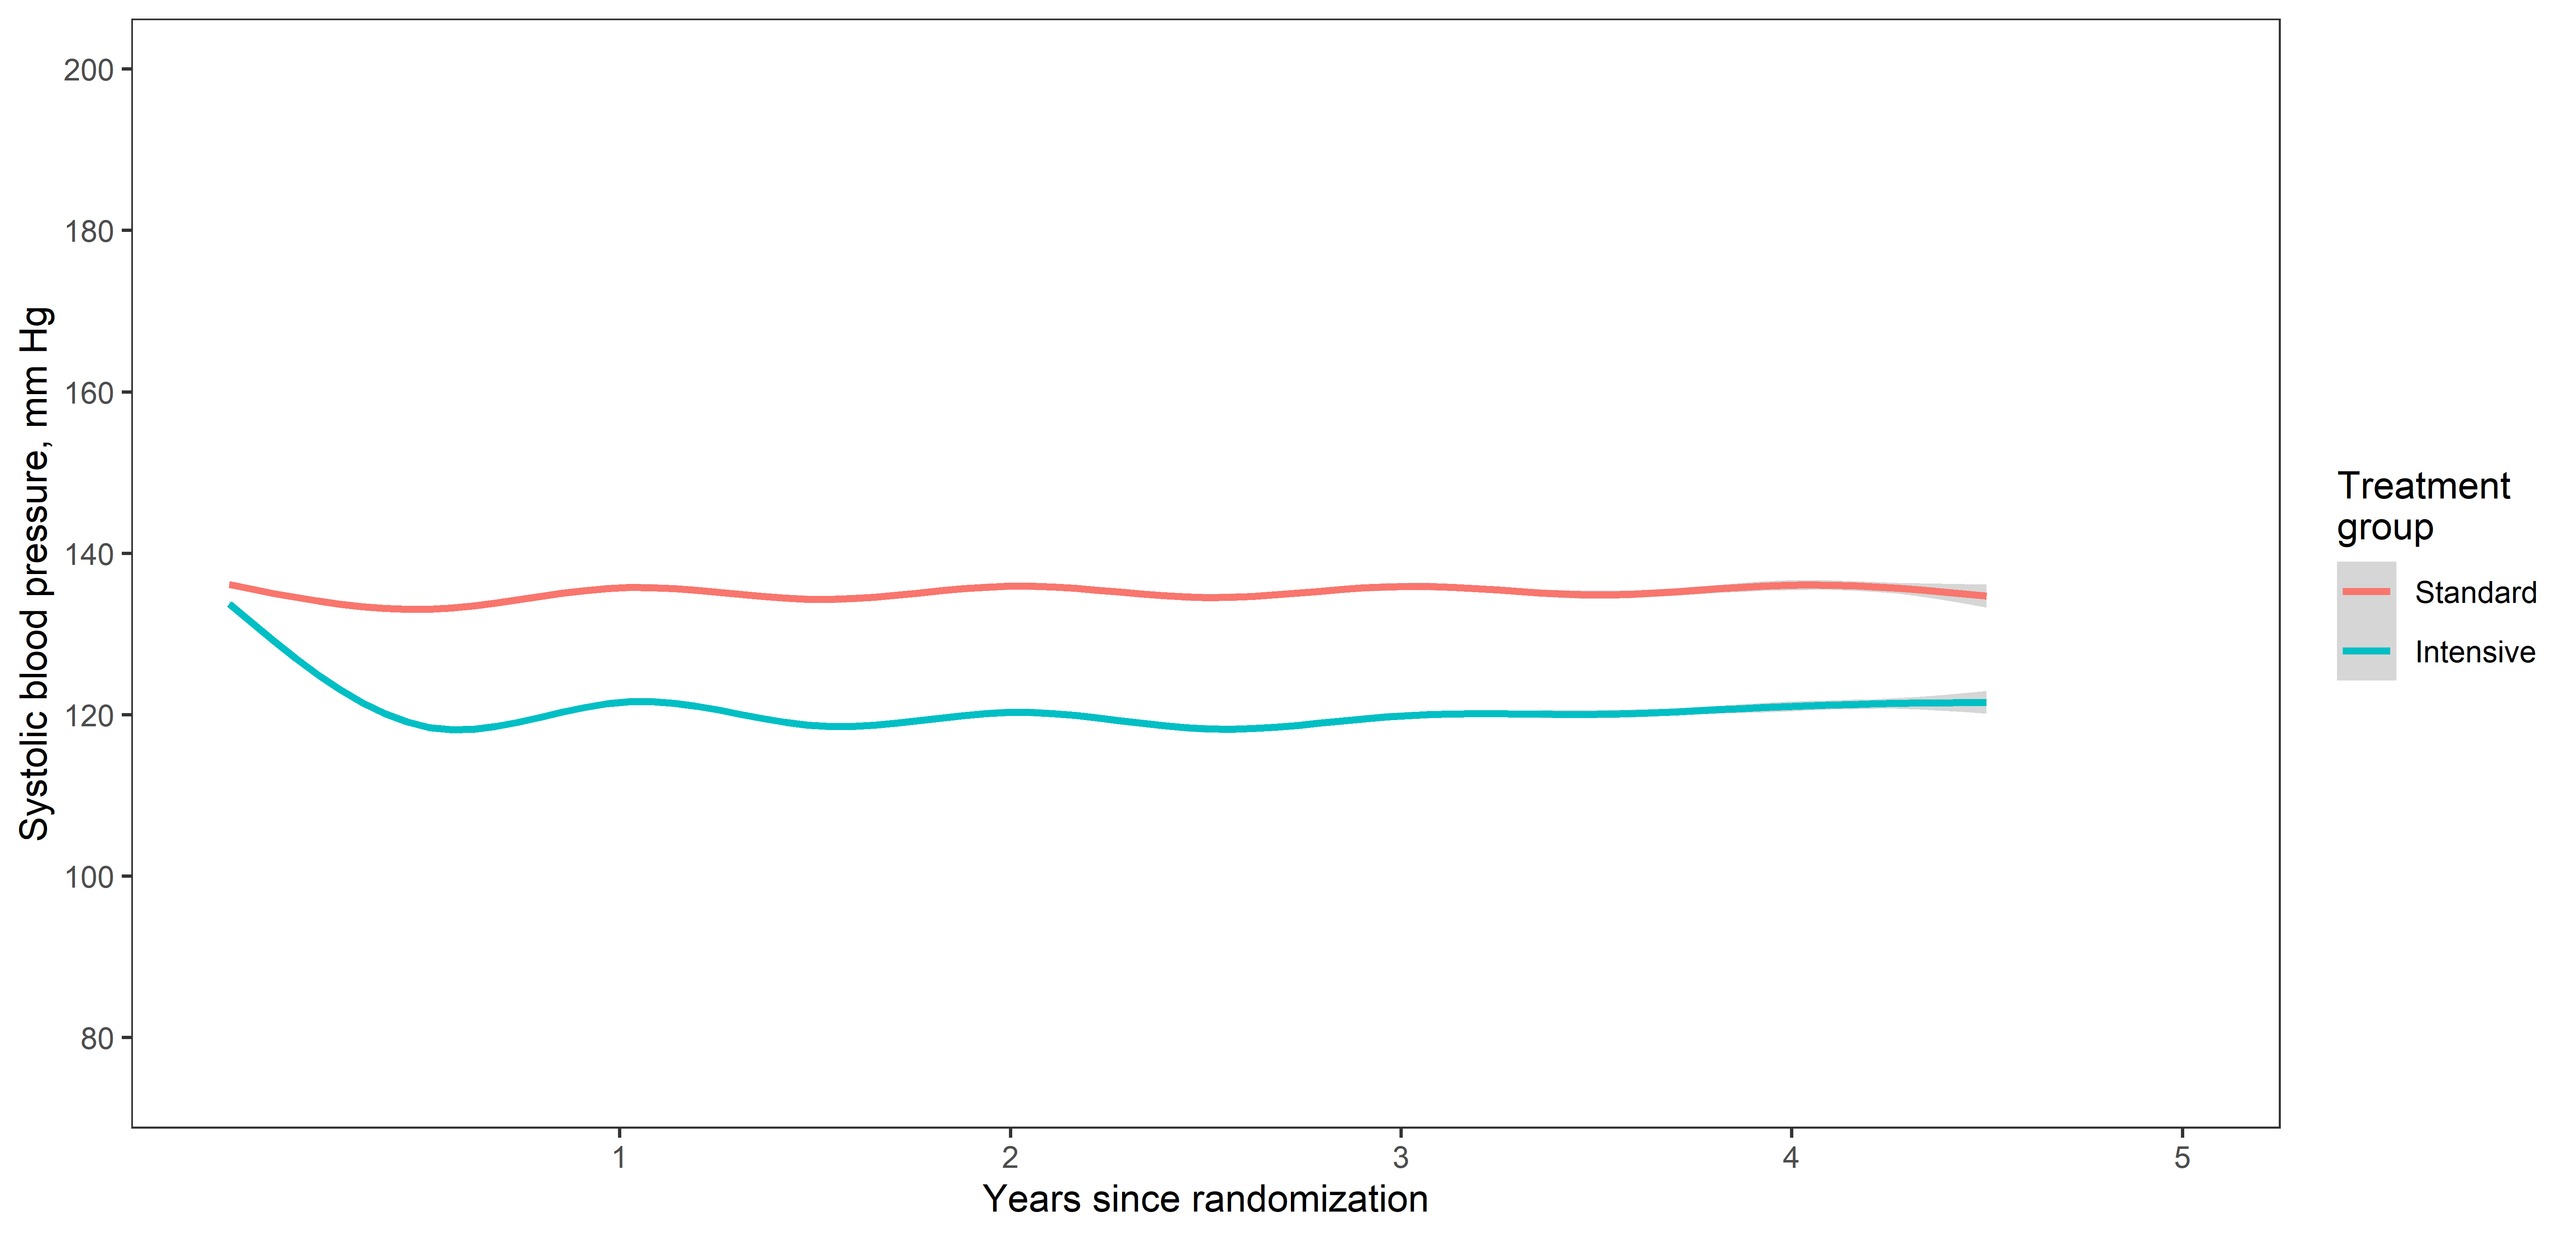 200
180
160
140
120
100
80
Systolic blood pressure, mm Hg
1 2 3 4 5
Years since randomization
Treatment
group
Standard
Intensive